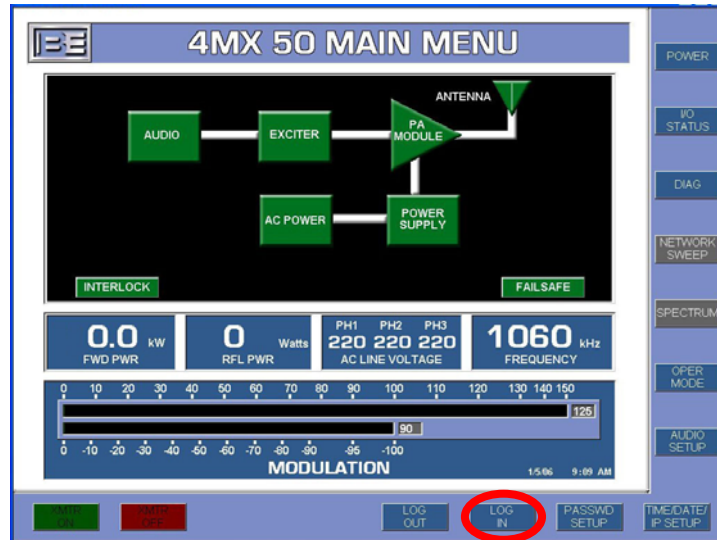 BE 4MX 50 MAIN MENU
POWER
I/O STATUS
DIAG
NETWORK SWEEP
SPECTRUM
OPER MODE
AUDIO SETUP
ANTENNA
AUDIO
EXCITER
PA MODULE
AC POWER
POWER SUPPLY
INTERLOCK
FAILSAFE
0.0 kW
FWD PWR
0 Watts
RFL PWR
PH1 PH2 PH3
220 220 220
AC LINE VOLTAGE
1060 kHz
FREQUENCY
0 10 20 30 40 50 60 70 80 90 100 110 120 130 140 150
125
90
0 -10 -20 -30 -40 -50 -60 -70 -80 -90 -95 -100
MODULATION
1/5/06 9:09 AM
XMTR ON
XMTR OFF
LOG OUT
LOG IN
PASSWD SETUP
TIME/DATE/ IP SETUP